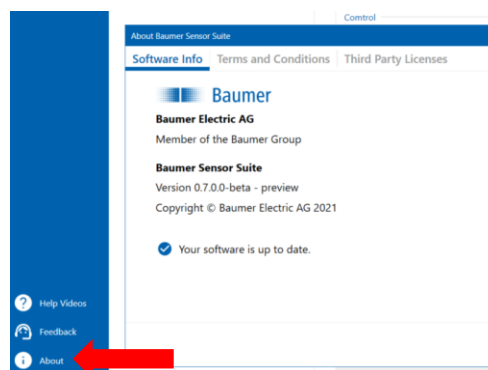 Comtrol
About Baumer Sensor Suite
Software Info Terms and Conditions Third Party Licenses
Baumer
Baumer Electric AG
Member of the Baumer Group
Baumer Sensor Suite
Version 0.7.0.0-beta - preview
Copyright © Baumer Electric AG 2021
Your software is up to date.
Help Videos
Feedback
About